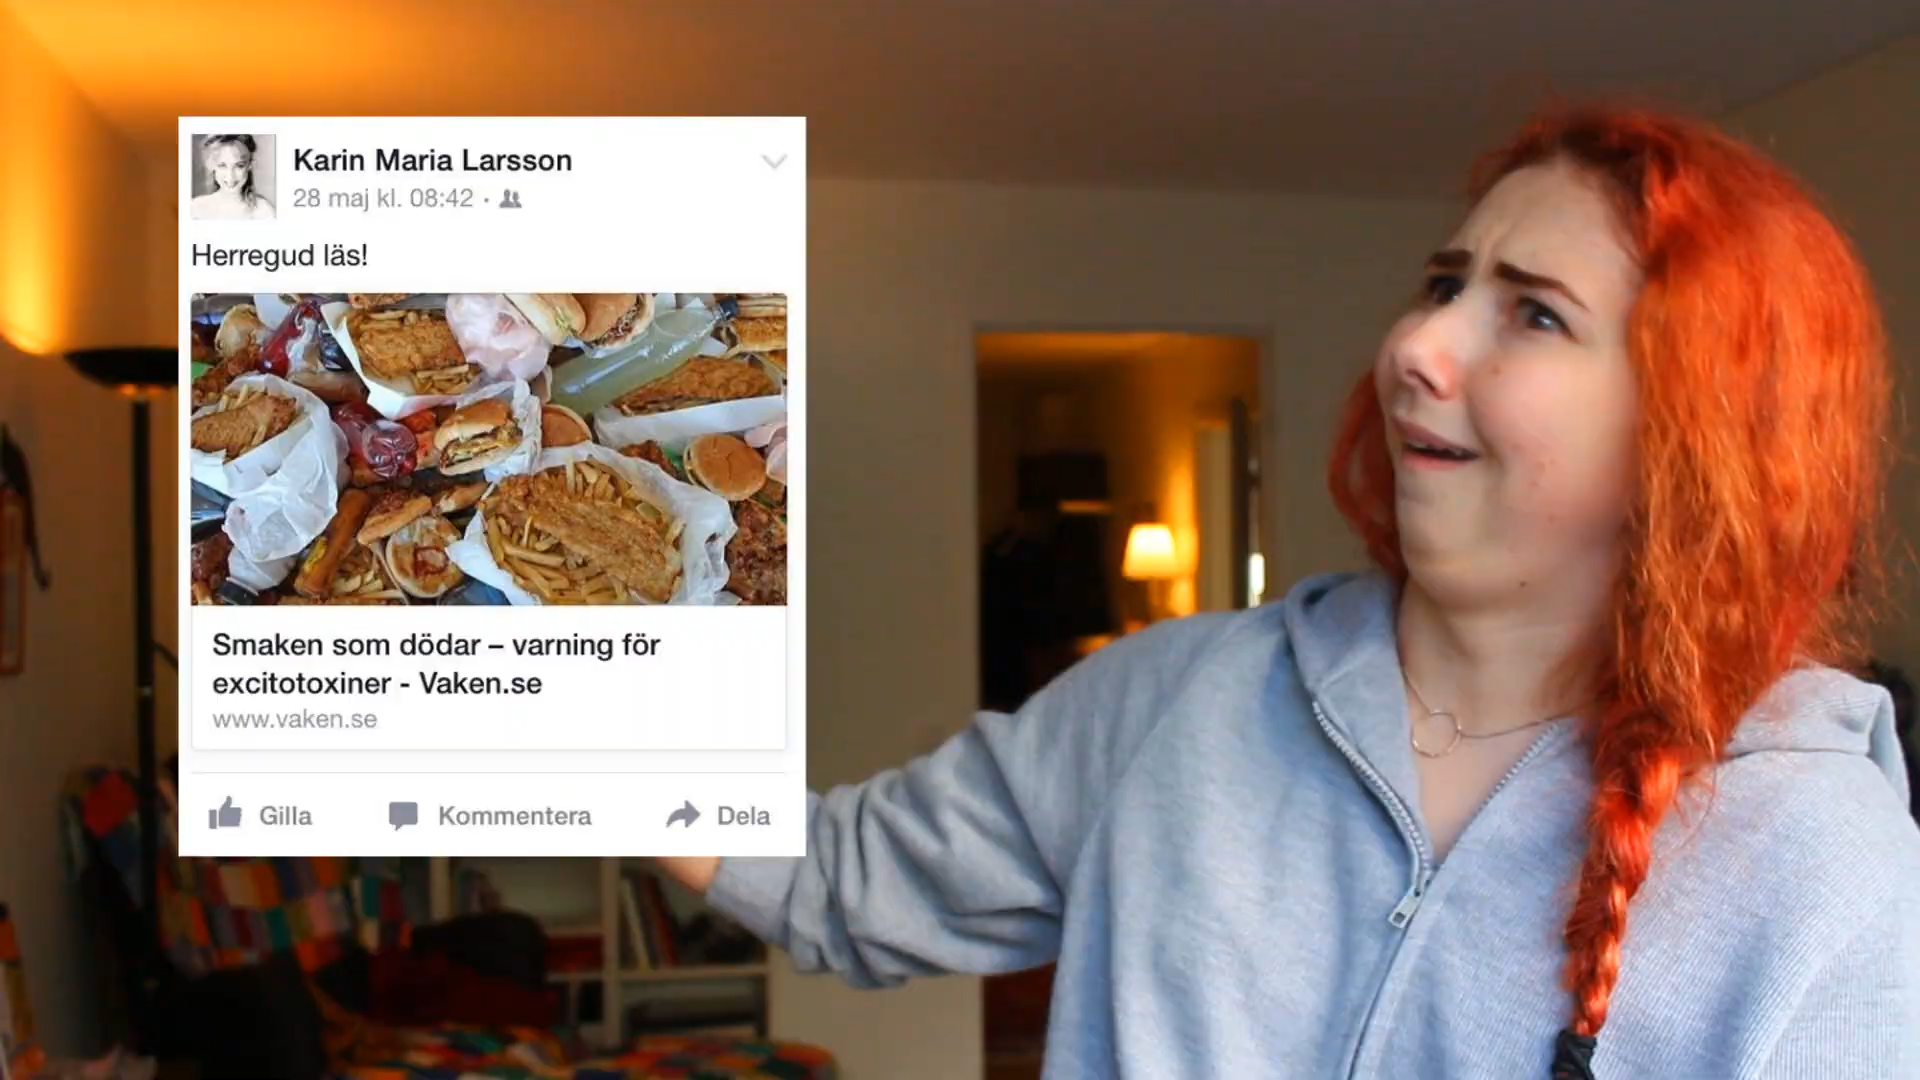 Karin Maria Larsson
28 maj kl. 08:42 ·
Herregud läs!
Smaken som dödar – varning för
excitotoxiner - Vaken.se
www.vaken.se
Gilla Kommentera Dela